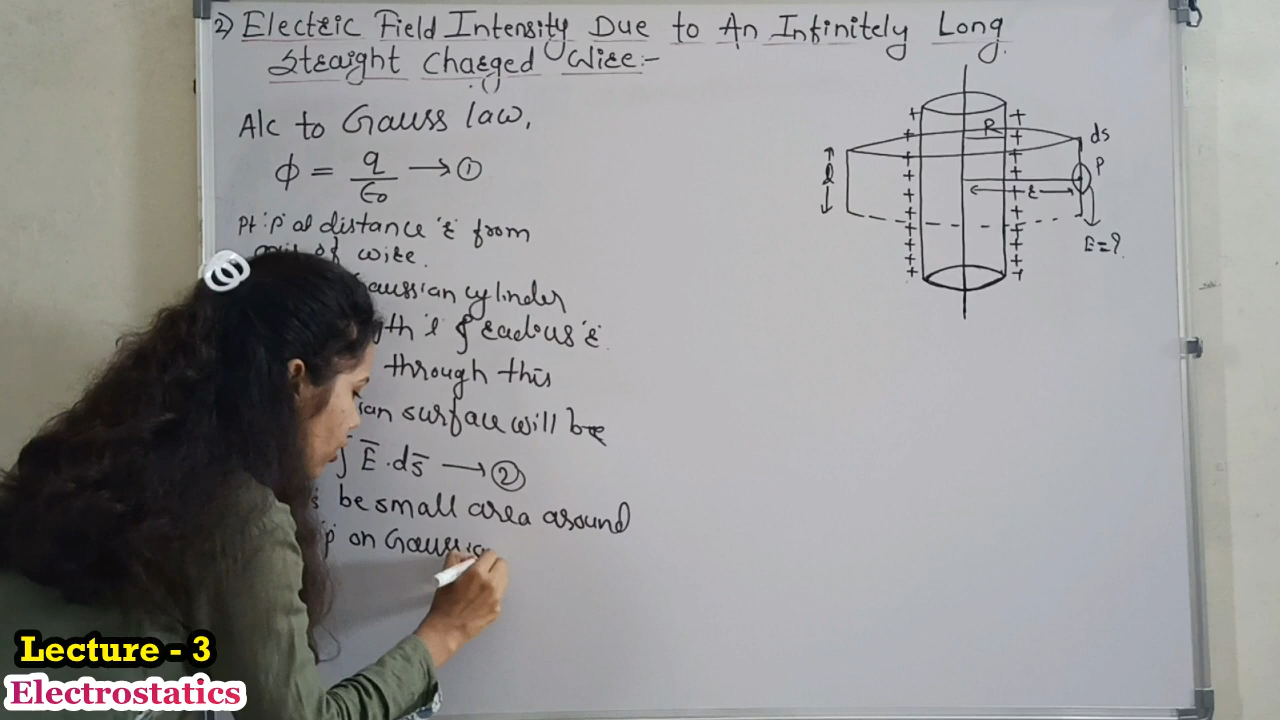 2) Electric Field Intensity Due to An Infinitely Long
Straight Charged Wire:-
A/c to Gauss law,
ϕ = q/ε₀ → ①
Pt 'P' at distance 'r' from
of wire.
Gaussian cylinder
'l' & radius 'r'.
through this
surface will be
∫ E̅ . ds̅ → ②
be small area around
'P' on Gaussia
R
ds
P
l
r
E = ?
Lecture - 3
Electrostatics